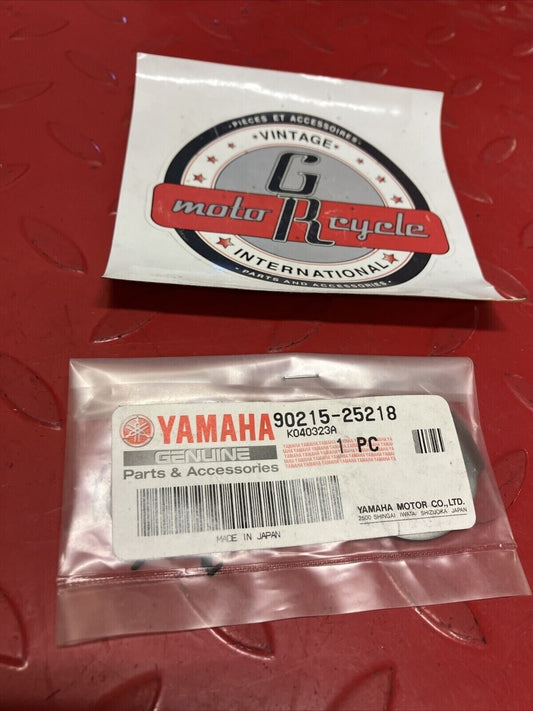 •PIÈCES ET ACCESSOIRES•
•VINTAGE•
G
moto R cycle
INTERNATIONAL
•PARTS AND ACCESSORIES•
YAMAHA
90215-25218
K040323A
GENUINE
1 PC
Parts & Accessories
YAMAHA MOTOR CO.,LTD.
2500 SHINGAI, IWATA, SHIZUOKA, JAPAN
MADE IN JAPAN